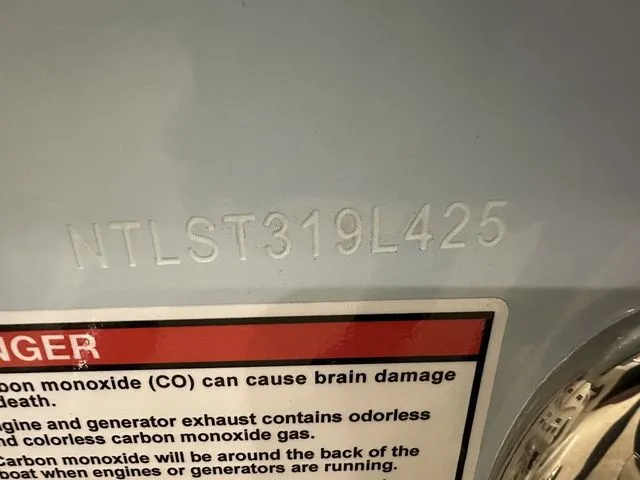 NTLST319L425
NGER
bon monoxide (CO) can cause brain damage
death.
gine and generator exhaust contains odorless
nd colorless carbon monoxide gas.
Carbon monoxide will be around the back of the
boat when engines or generators are running.